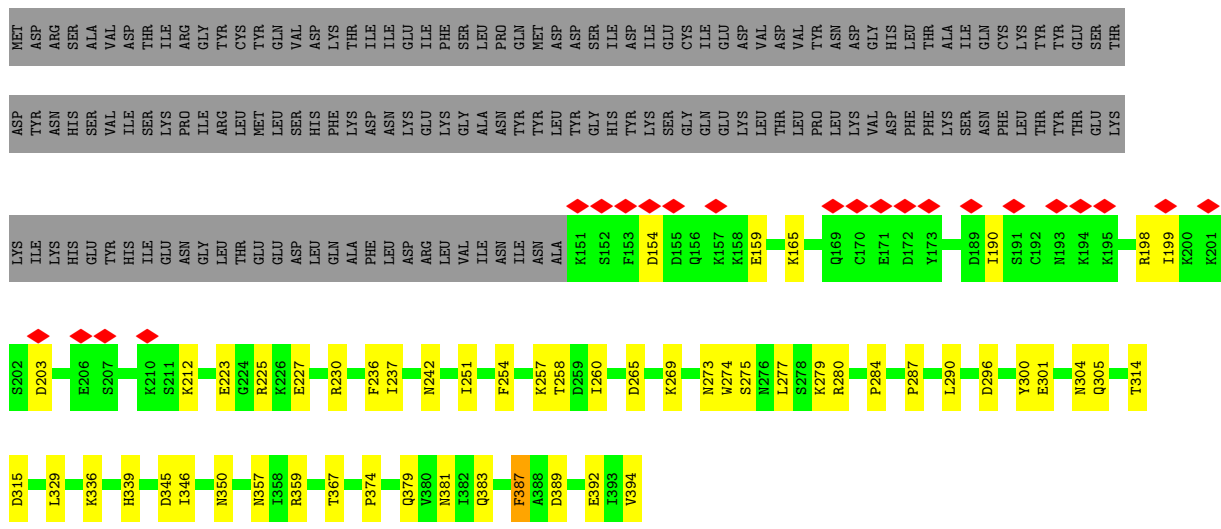 MET ASP ARG SER ALA VAL ASP THR ILE ARG GLY TYR CYS TYR GLN VAL ASP LYS THR ILE ILE GLU ILE PHE SER LEU PRO GLN MET ASP ASP SER ILE ASP ILE GLU CYS ILE GLU ASP VAL ASP VAL TYR ASN ASP GLY HIS LEU THR ALA ILE GLN CYS LYS TYR TYR GLU SER THR
ASP TYR ASN HIS SER VAL ILE SER LYS PRO ILE ARG LEU MET LEU SER HIS PHE LYS ASP ASN LYS GLU LYS GLY ALA ASN TYR TYR LEU TYR GLY HIS TYR LYS SER GLY GLN GLU LYS LEU THR LEU PRO LEU LYS VAL ASP PHE PHE LYS SER ASN PHE LEU THR TYR THR GLU LYS
LYS ILE LYS HIS GLU TYR HIS ILE GLU ASN GLY LEU THR GLU GLU ASP LEU GLN ALA PHE LEU ASP ARG LEU VAL ILE ASN ILE ASN ALA K151 S152 F153 D154 D155 Q156 K157 K158 E159 K165 Q169 C170 E171 D172 Y173 D189 I190 S191 C192 N193 K194 K195 R198 I199 K200 K201
S202 D203 E206 S207 K210 S211 K212 E223 G224 R225 K226 E227 R230 F236 I237 N242 I251 F254 K257 T258 D259 I260 D265 K269 N273 W274 S275 N276 L277 S278 K279 R280 P284 P287 L290 D296 Y300 E301 N304 Q305 T314
D315 L329 K336 H339 D345 I346 N350 N357 I358 R359 T367 P374 Q379 V380 N381 I382 Q383 F387 A388 D389 E392 I393 V394